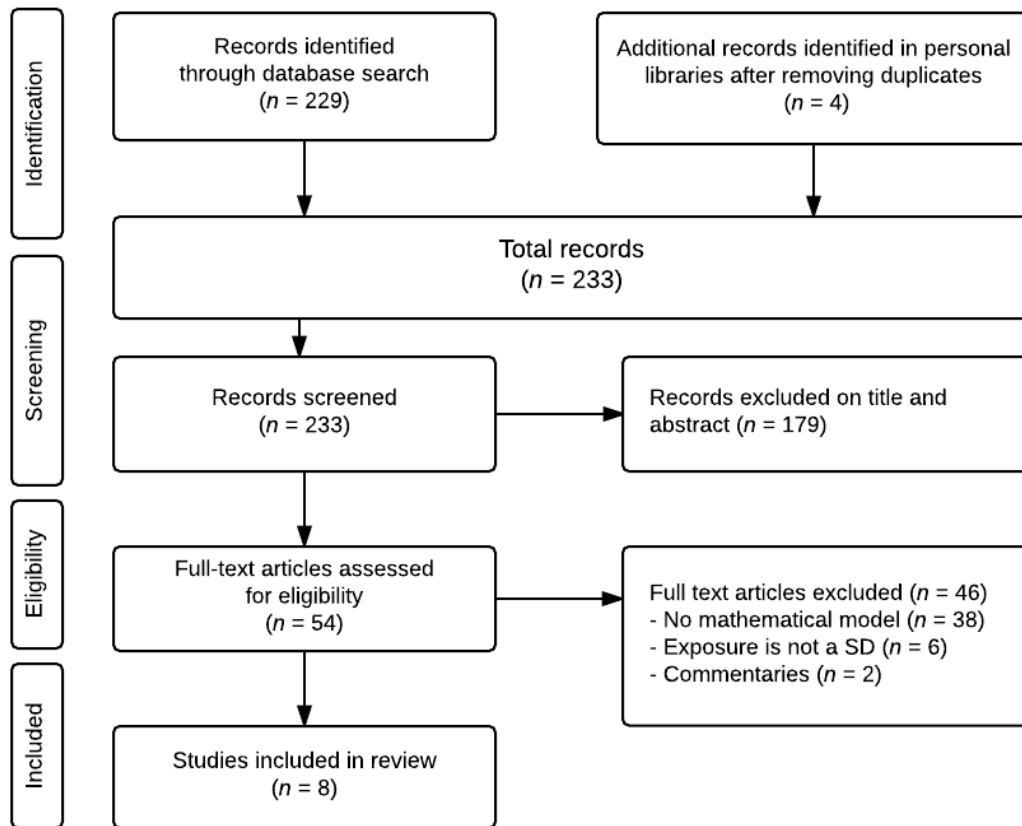 Identification
Records identified
through database search
(n = 229)
Additional records identified in personal
libraries after removing duplicates
(n = 4)
Total records
(n = 233)
Screening
Records screened
(n = 233)
Records excluded on title and
abstract (n = 179)
Eligibility
Full-text articles assessed
for eligibility
(n = 54)
Full text articles excluded (n = 46)
- No mathematical model (n = 38)
- Exposure is not a SD (n = 6)
- Commentaries (n = 2)
Included
Studies included in review
(n = 8)